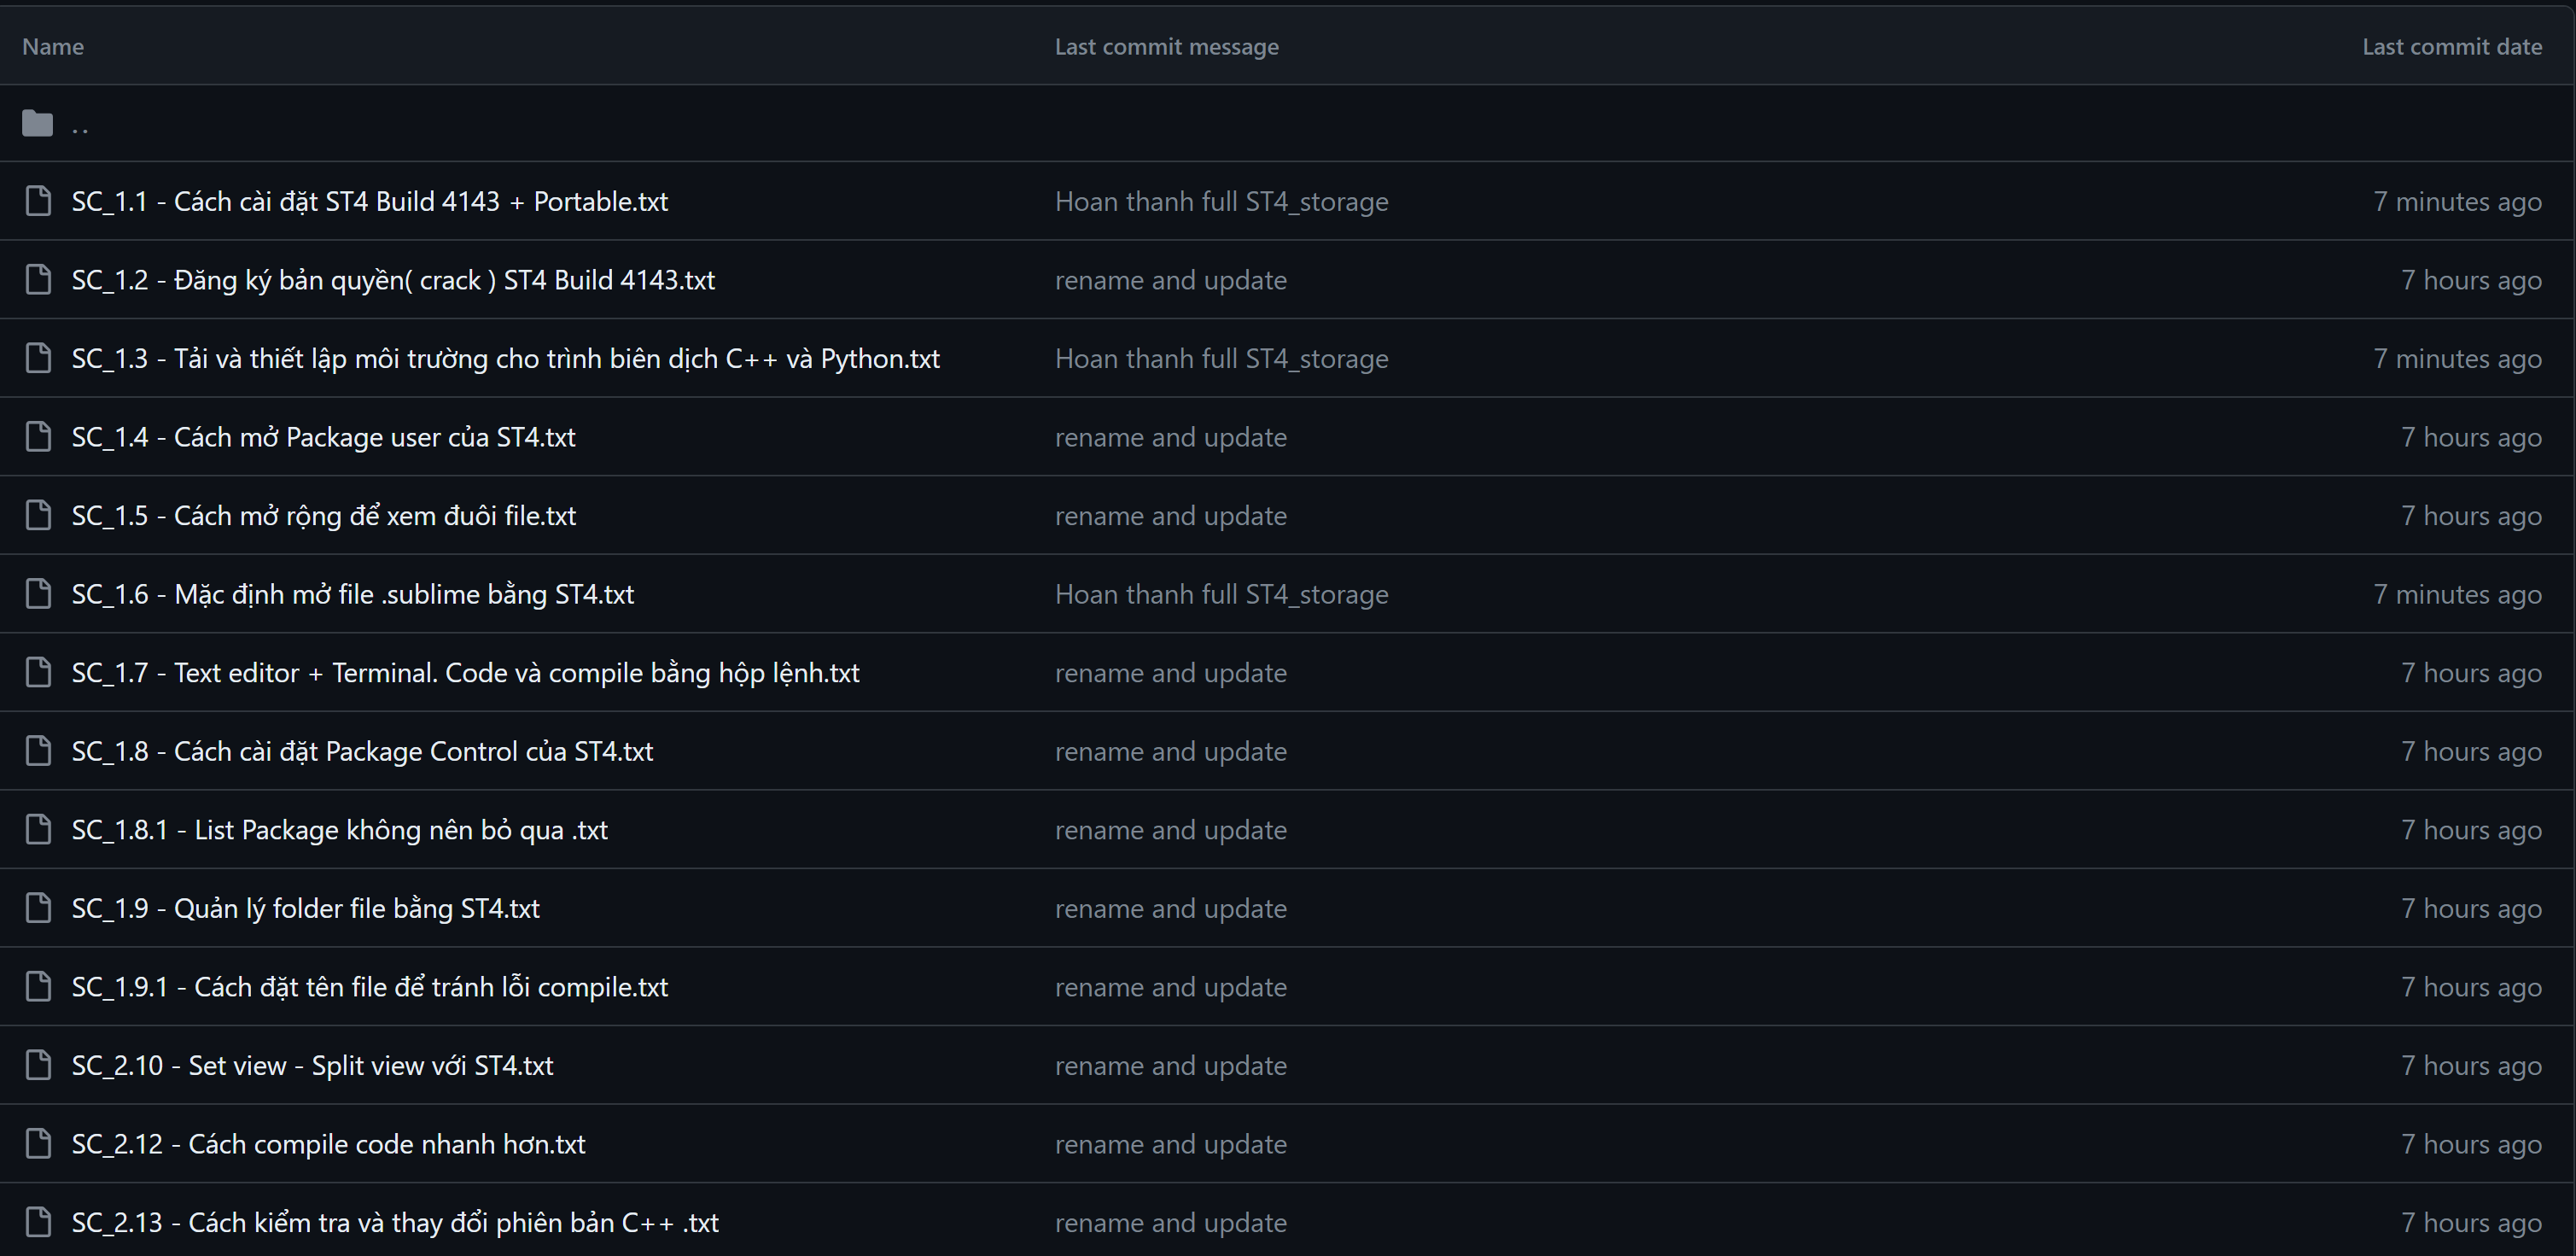 Name Last commit message Last commit date
..
SC_1.1 - Cách cài đặt ST4 Build 4143 + Portable.txt Hoan thanh full ST4_storage 7 minutes ago
SC_1.2 - Đăng ký bản quyền( crack ) ST4 Build 4143.txt rename and update 7 hours ago
SC_1.3 - Tải và thiết lập môi trường cho trình biên dịch C++ và Python.txt Hoan thanh full ST4_storage 7 minutes ago
SC_1.4 - Cách mở Package user của ST4.txt rename and update 7 hours ago
SC_1.5 - Cách mở rộng để xem đuôi file.txt rename and update 7 hours ago
SC_1.6 - Mặc định mở file .sublime bằng ST4.txt Hoan thanh full ST4_storage 7 minutes ago
SC_1.7 - Text editor + Terminal. Code và compile bằng hộp lệnh.txt rename and update 7 hours ago
SC_1.8 - Cách cài đặt Package Control của ST4.txt rename and update 7 hours ago
SC_1.8.1 - List Package không nên bỏ qua .txt rename and update 7 hours ago
SC_1.9 - Quản lý folder file bằng ST4.txt rename and update 7 hours ago
SC_1.9.1 - Cách đặt tên file để tránh lỗi compile.txt rename and update 7 hours ago
SC_2.10 - Set view - Split view với ST4.txt rename and update 7 hours ago
SC_2.12 - Cách compile code nhanh hơn.txt rename and update 7 hours ago
SC_2.13 - Cách kiểm tra và thay đổi phiên bản C++ .txt rename and update 7 hours ago